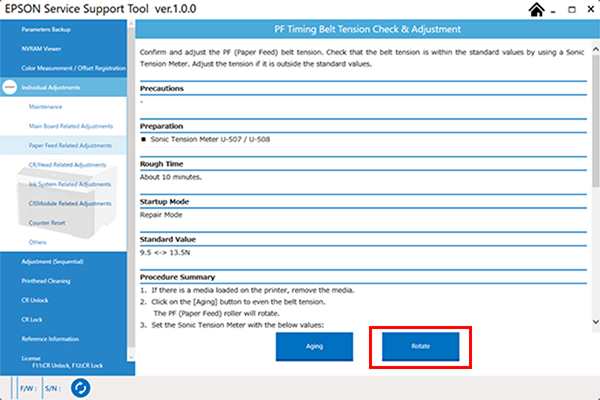 EPSON Service Support Tool ver.1.0.0
Parameters Backup
NVRAM Viewer
Color Measurement / Offset Registration
Individual Adjustments
Maintenance
Main Board Related Adjustments
Paper Feed Related Adjustments
CR/Head Related Adjustments
Ink System Related Adjustments
CISModule Related Adjustments
Counter Reset
Others
Adjustment (Sequential)
Printhead Cleaning
CR Unlock
CR Lock
Reference Information
License
F11:CR Unlock, F12:CR Lock
PF Timing Belt Tension Check & Adjustment
Confirm and adjust the PF (Paper Feed) belt tension. Check that the belt tension is within the standard values by using a Sonic
Tension Meter. Adjust the tension if it is outside the standard values.
Precautions
-
Preparation
■ Sonic Tension Meter U-507 / U-508
Rough Time
About 10 minutes.
Startup Mode
Repair Mode
Standard Value
9.5 <-> 13.5N
Procedure Summary
1. If there is a media loaded on the printer, remove the media.
2. Click on the [Aging] button to even the belt tension.
The PF (Paper Feed) roller will rotate.
3. Set the Sonic Tension Meter with the below values:
Aging
Rotate
F/W : S/N :